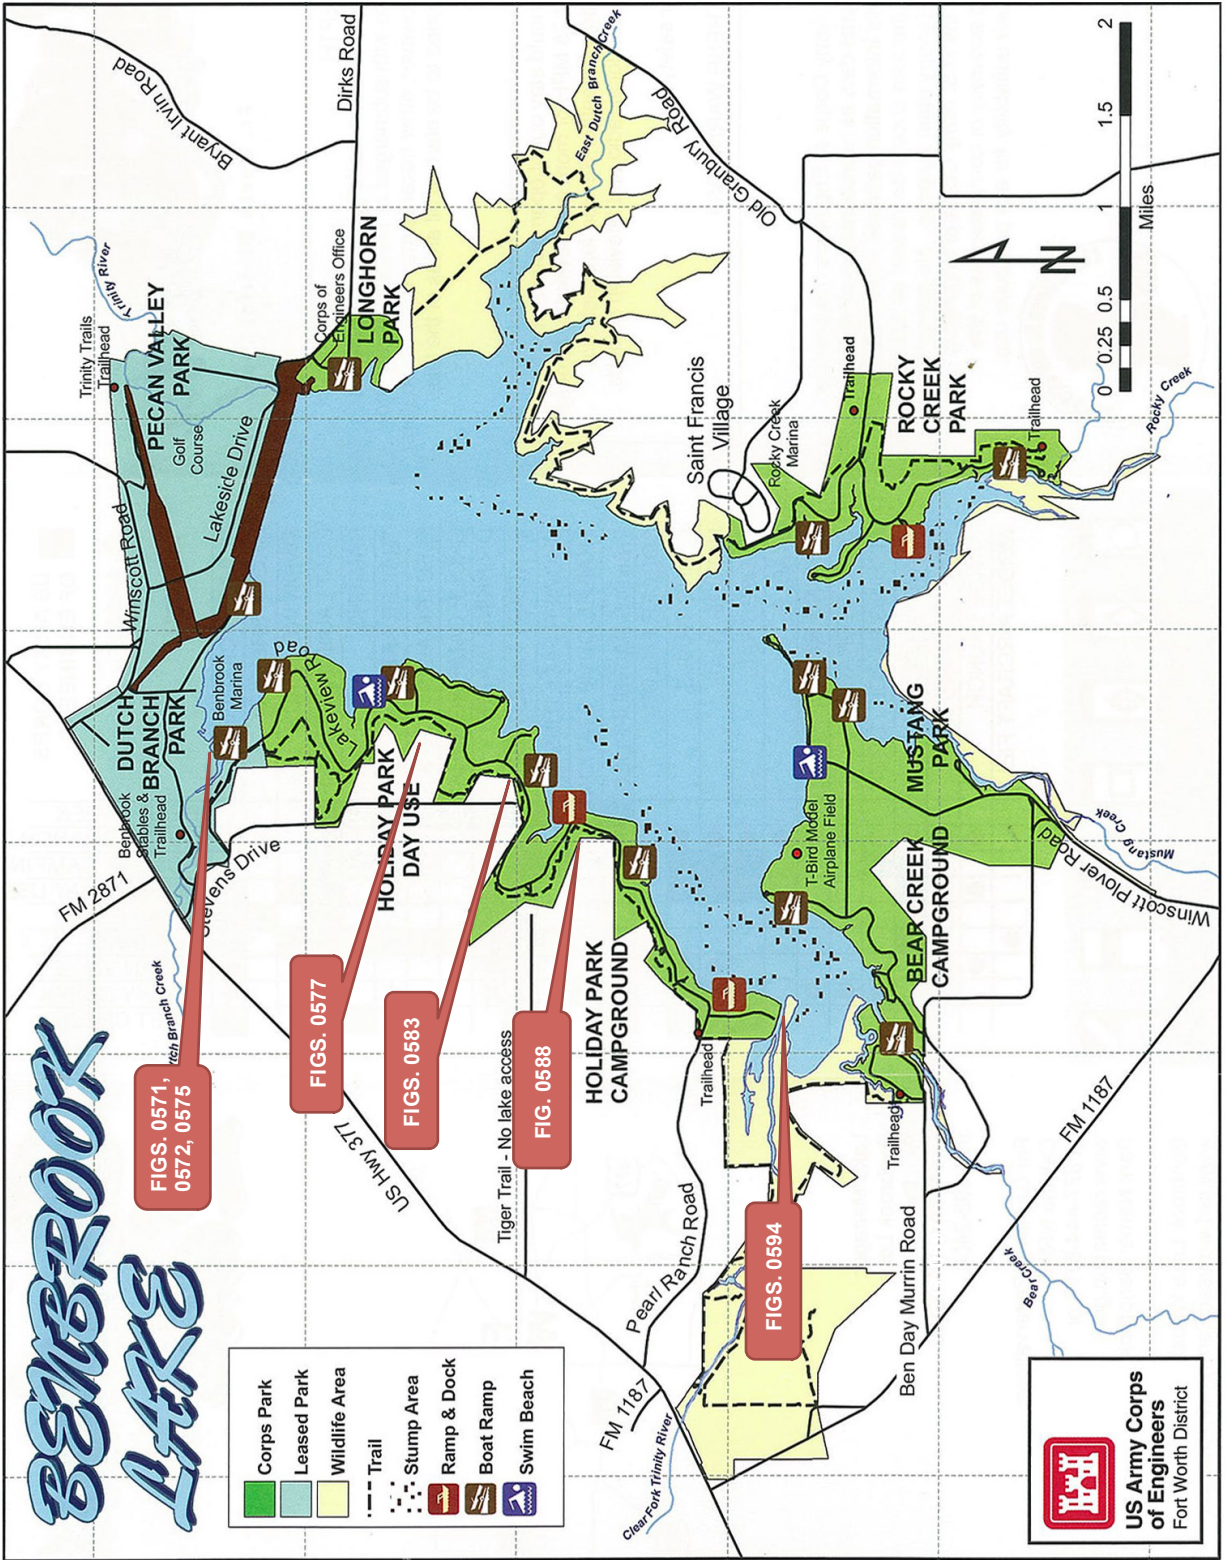 BENBROOK
LAKE
Corps Park
Leased Park
Wildlife Area
Trail
Stump Area
Ramp & Dock
Boat Ramp
Swim Beach
US Army Corps
of Engineers
Fort Worth District
FIGS. 0571,
0572, 0575
FIGS. 0577
FIGS. 0583
FIG. 0588
FIGS. 0594
FM 2871
Stevens Drive
tch Branch Creek
US Hwy 377
Tiger Trail - No lake access
Pearl Ranch Road
FM 1187
Clear Fork Trinity River
Ben Day Murrin Road
Bear Creek
FM 1187
Trailhead
Trailhead
HOLIDAY PARK
CAMPGROUND
HOLIDAY PARK
DAY USE
Benbrook
Stables &
Trailhead
DUTCH
BRANCH
PARK
Benbrook
Marina
Lakeview Road
Winscott Road
Lakeside Drive
Golf
Course
PECAN VALLEY
PARK
Trinity Trails
Trailhead
Trinity River
Corps of
Engineers Office
LONGHORN
PARK
Bryant Irvin Road
Dirks Road
East Dutch Branch Creek
Old Granbury Road
Saint Francis
Village
Rocky Creek
Marina
Trailhead
ROCKY
CREEK
PARK
Trailhead
Rocky Creek
MUSTANG
PARK
T-Bird Model
Airplane Field
BEAR CREEK
CAMPGROUND
Mustang Creek
Winscott Plover Road
N
0 0.25 0.5 1 1.5 2
Miles